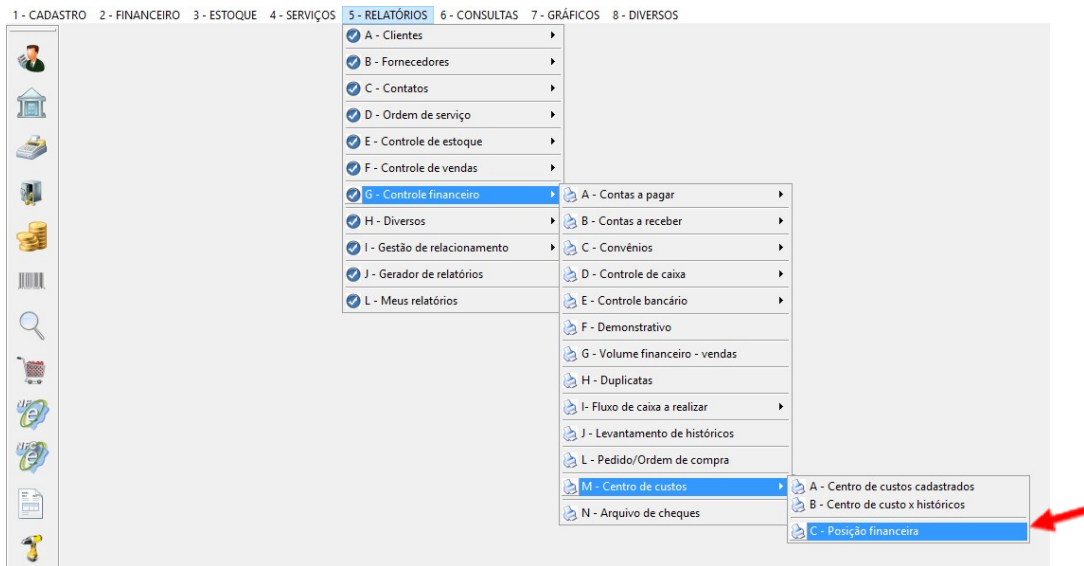 1 - CADASTRO 2 - FINANCEIRO 3 - ESTOQUE 4 - SERVIÇOS 5 - RELATÓRIOS 6 - CONSULTAS 7 - GRÁFICOS 8 - DIVERSOS
A - Clientes
B - Fornecedores
C - Contatos
D - Ordem de serviço
E - Controle de estoque
F - Controle de vendas
G - Controle financeiro
H - Diversos
I - Gestão de relacionamento
J - Gerador de relatórios
L - Meus relatórios
A - Contas a pagar
B - Contas a receber
C - Convênios
D - Controle de caixa
E - Controle bancário
F - Demonstrativo
G - Volume financeiro - vendas
H - Duplicatas
I- Fluxo de caixa a realizar
J - Levantamento de históricos
L - Pedido/Ordem de compra
M - Centro de custos
N - Arquivo de cheques
A - Centro de custos cadastrados
B - Centro de custo x históricos
C - Posição financeira